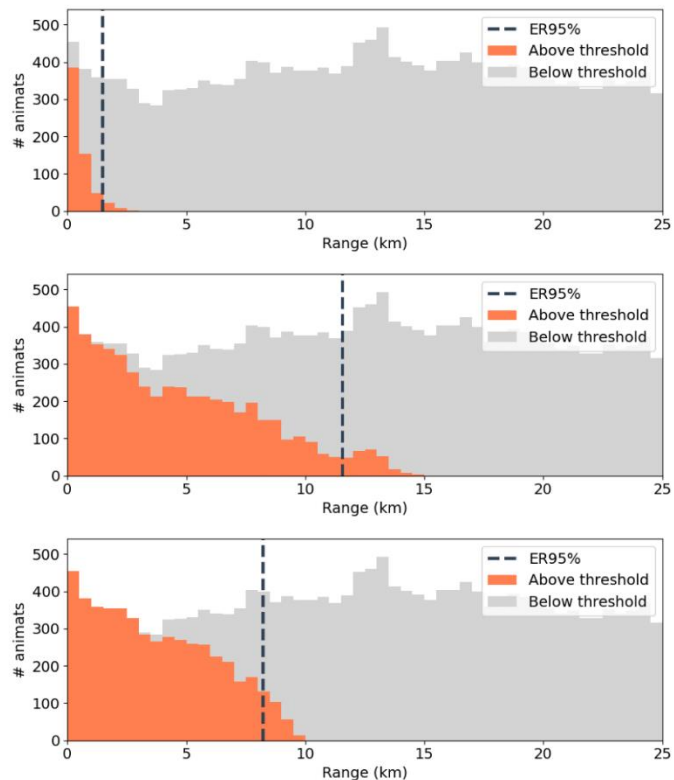 500
400
300
200
100
0
# animats
ER95%
Above threshold
Below threshold
0 5 10 15 20 25
Range (km)
500
400
300
200
100
0
# animats
ER95%
Above threshold
Below threshold
0 5 10 15 20 25
Range (km)
500
400
300
200
100
0
# animats
ER95%
Above threshold
Below threshold
0 5 10 15 20 25
Range (km)